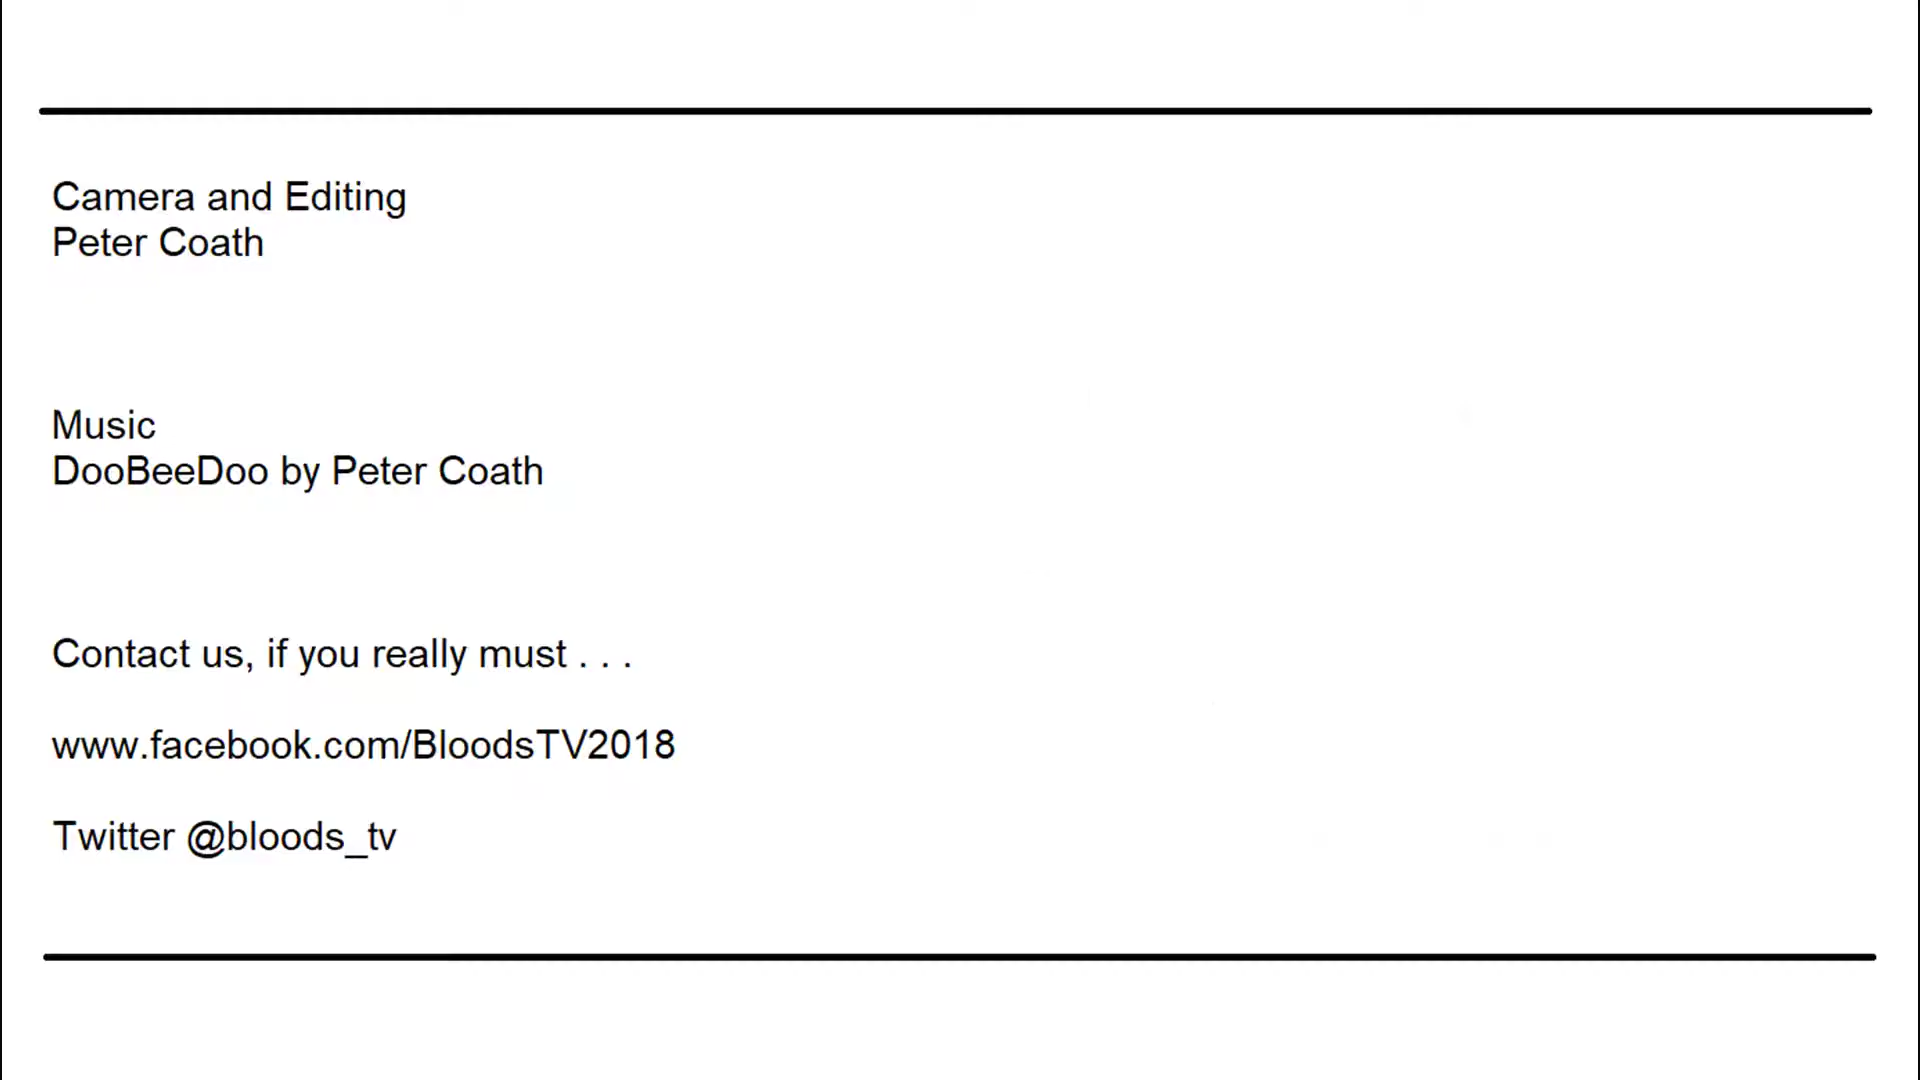 Camera and Editing
Peter Coath
Music
DooBeeDoo by Peter Coath
Contact us, if you really must . . .
www.facebook.com/BloodsTV2018
Twitter @bloods_tv